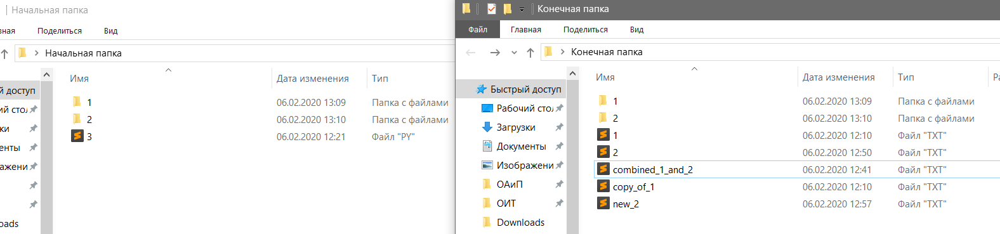 Начальная папка
ная Поделиться Вид
Начальная папка
Имя Дата изменения Тип
й доступ
ий стол
ки
енты
ражени
oads
1 06.02.2020 13:09 Папка с файлами
2 06.02.2020 13:10 Папка с файлами
3 06.02.2020 12:21 Файл "PY"
Конечная папка
Файл Главная Поделиться Вид
Конечная папка
Имя Дата изменения Тип Ра
Быстрый доступ
Рабочий стол
Загрузки
Документы
Изображени
ОАиП
ОИТ
Downloads
1 06.02.2020 13:09 Папка с файлами
2 06.02.2020 13:10 Папка с файлами
1 06.02.2020 12:10 Файл "TXT"
2 06.02.2020 12:50 Файл "TXT"
combined_1_and_2 06.02.2020 12:41 Файл "TXT"
copy_of_1 06.02.2020 12:10 Файл "TXT"
new_2 06.02.2020 12:57 Файл "TXT"